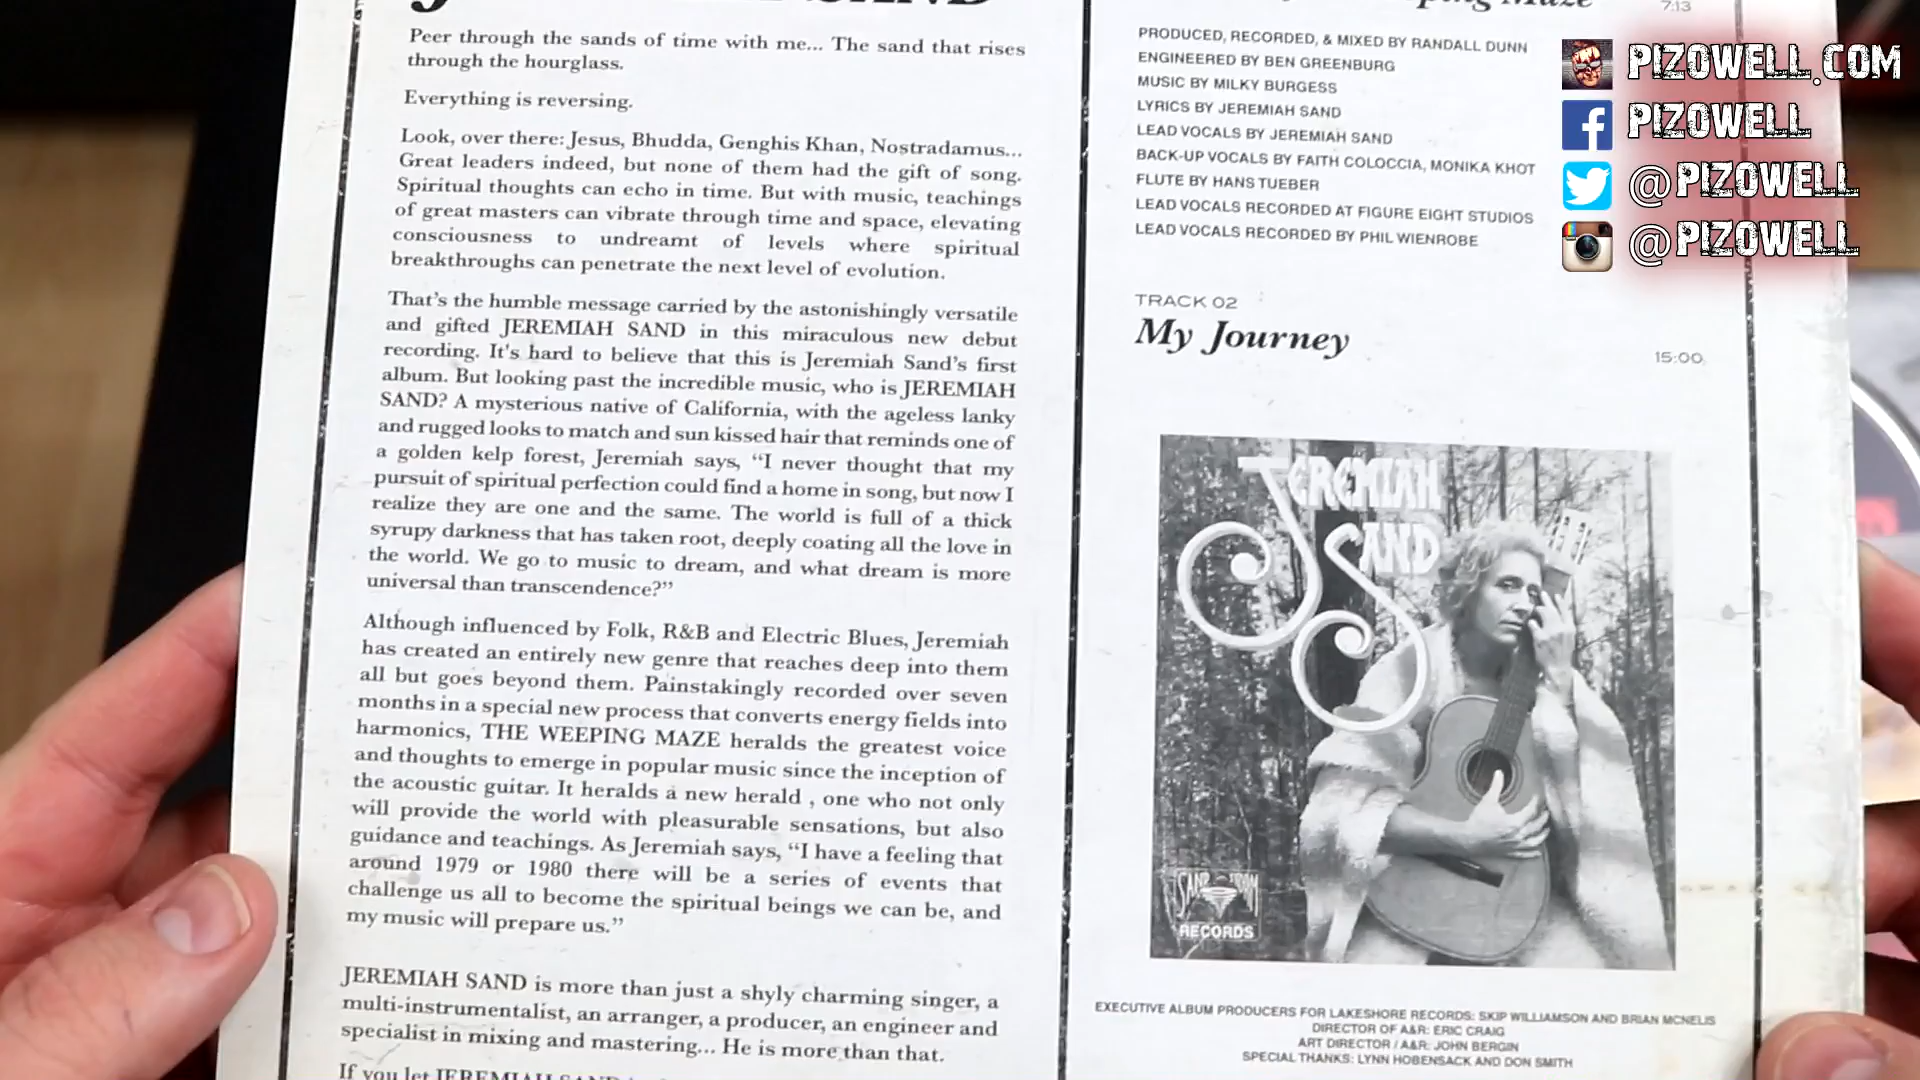 Peer through the sands of time with me... The sand that rises
through the hourglass.
Everything is reversing.
Look, over there: Jesus, Bhudda, Genghis Khan, Nostradamus...
Great leaders indeed, but none of them had the gift of song.
Spiritual thoughts can echo in time. But with music, teachings
of great masters can vibrate through time and space, elevating
consciousness to undreamt of levels where spiritual
breakthroughs can penetrate the next level of evolution.
That's the humble message carried by the astonishingly versatile
and gifted JEREMIAH SAND in this miraculous new debut
recording. It's hard to believe that this is Jeremiah Sand's first
album. But looking past the incredible music, who is JEREMIAH
SAND? A mysterious native of California, with the ageless lanky
and rugged looks to match and sun kissed hair that reminds one of
a golden kelp forest, Jeremiah says, "I never thought that my
pursuit of spiritual perfection could find a home in song, but now I
realize they are one and the same. The world is full of a thick
syrupy darkness that has taken root, deeply coating all the love in
the world. We go to music to dream, and what dream is more
universal than transcendence?"
Although influenced by Folk, R&B and Electric Blues, Jeremiah
has created an entirely new genre that reaches deep into them
all but goes beyond them. Painstakingly recorded over seven
months in a special new process that converts energy fields into
harmonics, THE WEEPING MAZE heralds the greatest voice
and thoughts to emerge in popular music since the inception of
the acoustic guitar. It heralds a new herald , one who not only
will provide the world with pleasurable sensations, but also
guidance and teachings. As Jeremiah says, "I have a feeling that
around 1979 or 1980 there will be a series of events that
challenge us all to become the spiritual beings we can be, and
my music will prepare us."
JEREMIAH SAND is more than just a shyly charming singer, a
multi-instrumentalist, an arranger, a producer, an engineer and
specialist in mixing and mastering... He is more than that.
If you let JEREMIAH SAND
Maze
7:13
PRODUCED, RECORDED, & MIXED BY RANDALL DUNN
ENGINEERED BY BEN GREENBURG
MUSIC BY MILKY BURGESS
LYRICS BY JEREMIAH SAND
LEAD VOCALS BY JEREMIAH SAND
BACK-UP VOCALS BY FAITH COLOCCIA, MONIKA KHOT
FLUTE BY HANS TUEBER
LEAD VOCALS RECORDED AT FIGURE EIGHT STUDIOS
LEAD VOCALS RECORDED BY PHIL WIENROBE
TRACK 02
My Journey
15:00
JEREMIAH
SAND
JS
SAND STORM
RECORDS
EXECUTIVE ALBUM PRODUCERS FOR LAKESHORE RECORDS: SKIP WILLIAMSON AND BRIAN MCNELIS
DIRECTOR OF A&R: ERIC CRAIG
ART DIRECTOR / A&R: JOHN BERGIN
SPECIAL THANKS: LYNN HOBENSACK AND DON SMITH
PIZOWELL.COM
PIZOWELL
@PIZOWELL
@PIZOWELL